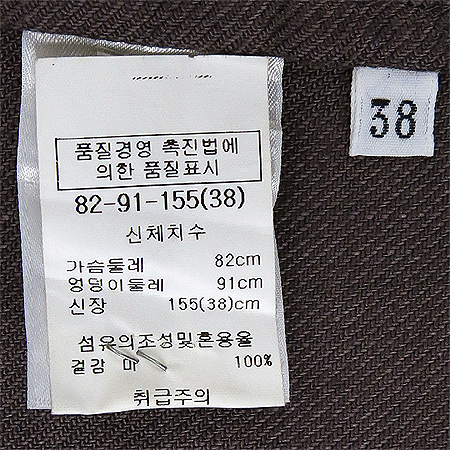 품질경영 촉진법에
의한 품질표시
82-91-155(38)
신체치수
가슴둘레 82cm
엉덩이둘레 91cm
신장 155(38)cm
섬유의조성및혼용율
겉감 마 100%
취급주의
38